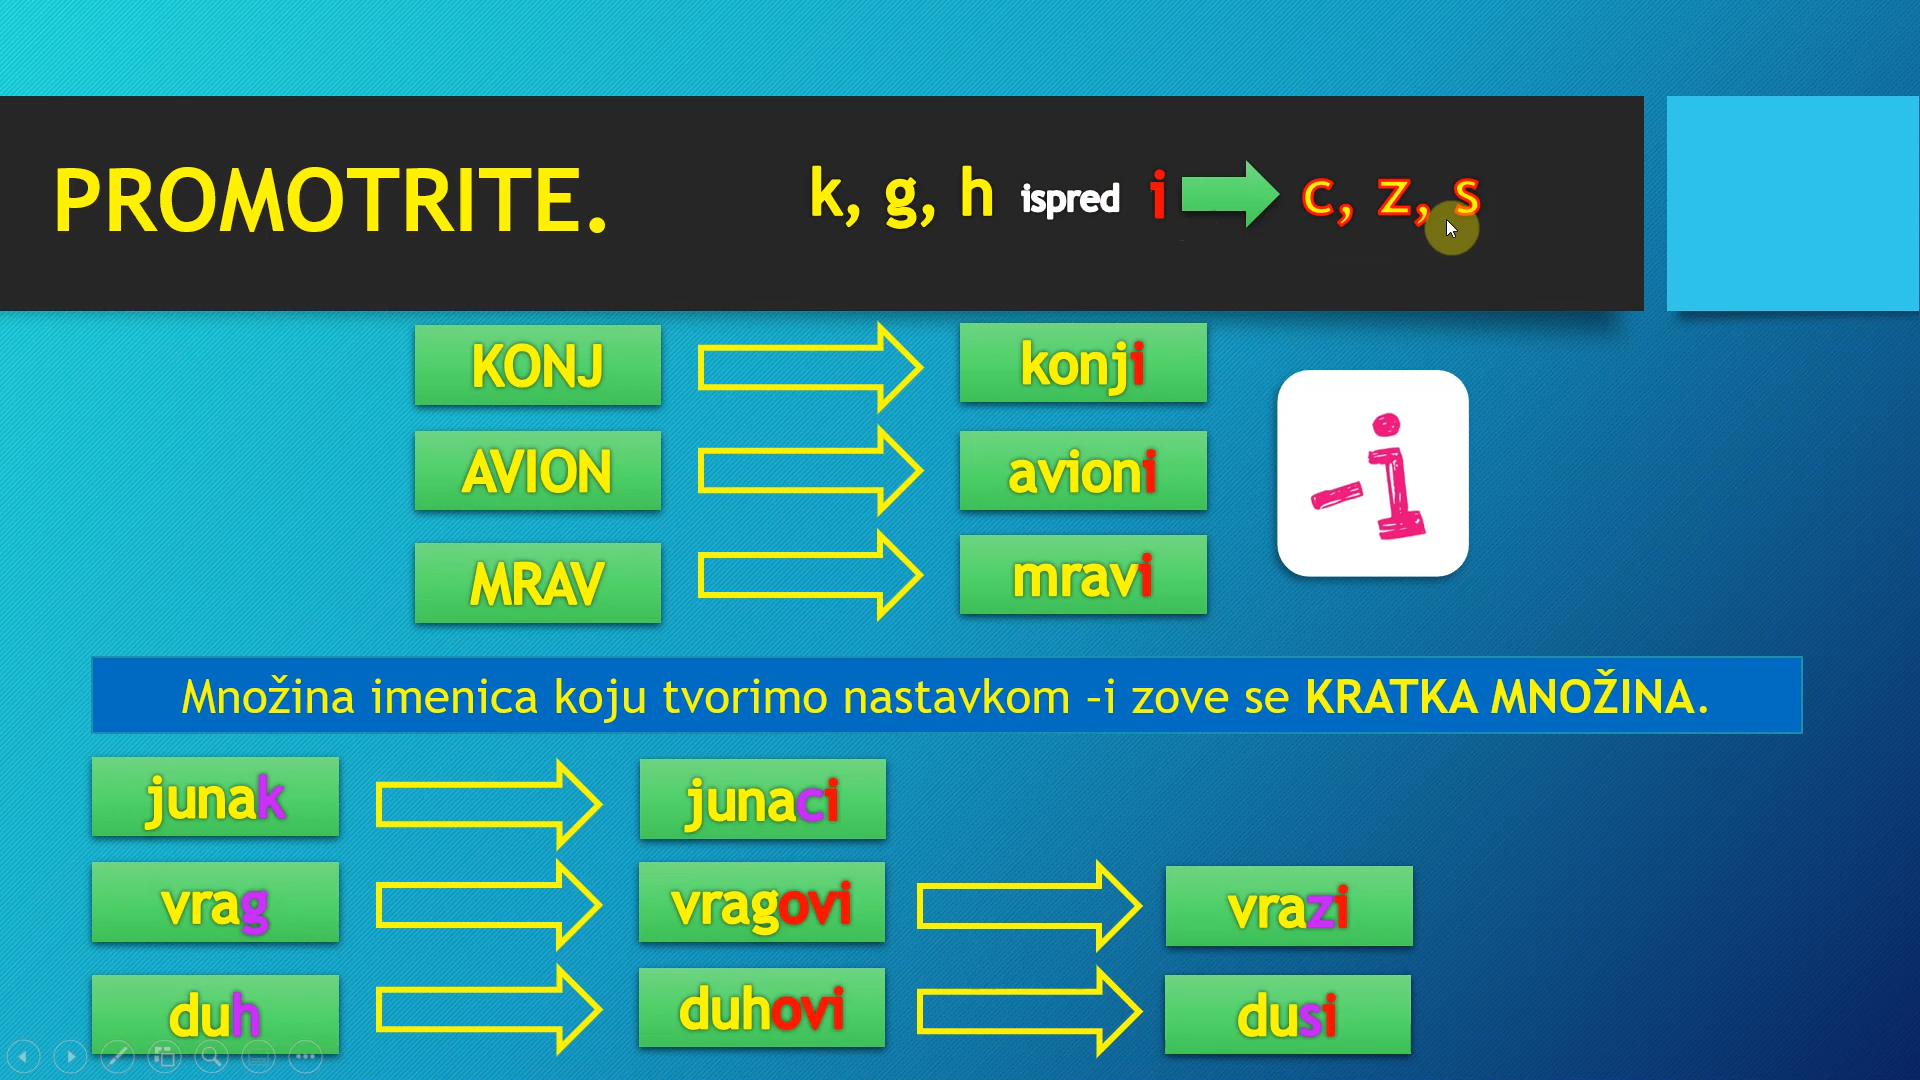 PROMOTRITE.
k, g, h ispred i c, z, s
KONJ konji
AVION avioni
MRAV mravi
-i
Množina imenica koju tvorimo nastavkom –i zove se KRATKA MNOŽINA.
junak junaci
vrag vragovi vrazi
duh duhovi dusi